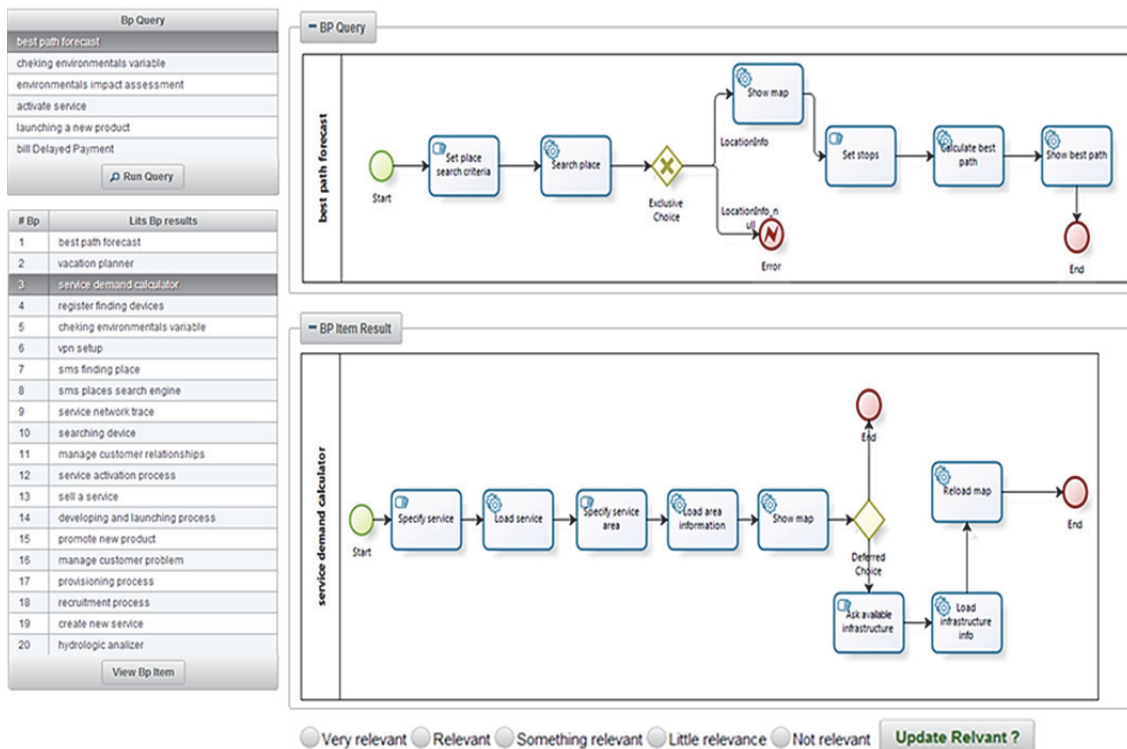 Bp Query
best path forecast
cheking environmentals variable
environmentals impact assessment
activate service
launching a new product
bill Delayed Payment
Run Query
# Bp Lits Bp results
1 best path forecast
2 vacation planner
3 service demand calculator
4 register finding devices
5 cheking environmentals variable
6 vpn setup
7 sms finding place
8 sms places search engine
9 service network trace
10 searching device
11 manage customer relationships
12 service activation process
13 sell a service
14 developing and launching process
15 promote new product
16 manage customer problem
17 provisioning process
18 recruitment process
19 create new service
20 hydrologic analizer
View Bp Item
BP Query
best path forecast
Start
Set place
search criteria
Search place
Exclusive
Choice
LocationInfo
Show map
LocationInfo_n
ull
Error
Set stops
Calculate best
path
Show best path
End
BP Item Result
service demand calculator
Start
Specify service
Load service
Specify service
area
Load area
information
Show map
End
Deferred
Choice
Ask available
infrastructure
Load
infrastructure
info
Reload map
End
Very relevant Relevant Something relevant Little relevance Not relevant Update Relvant ?